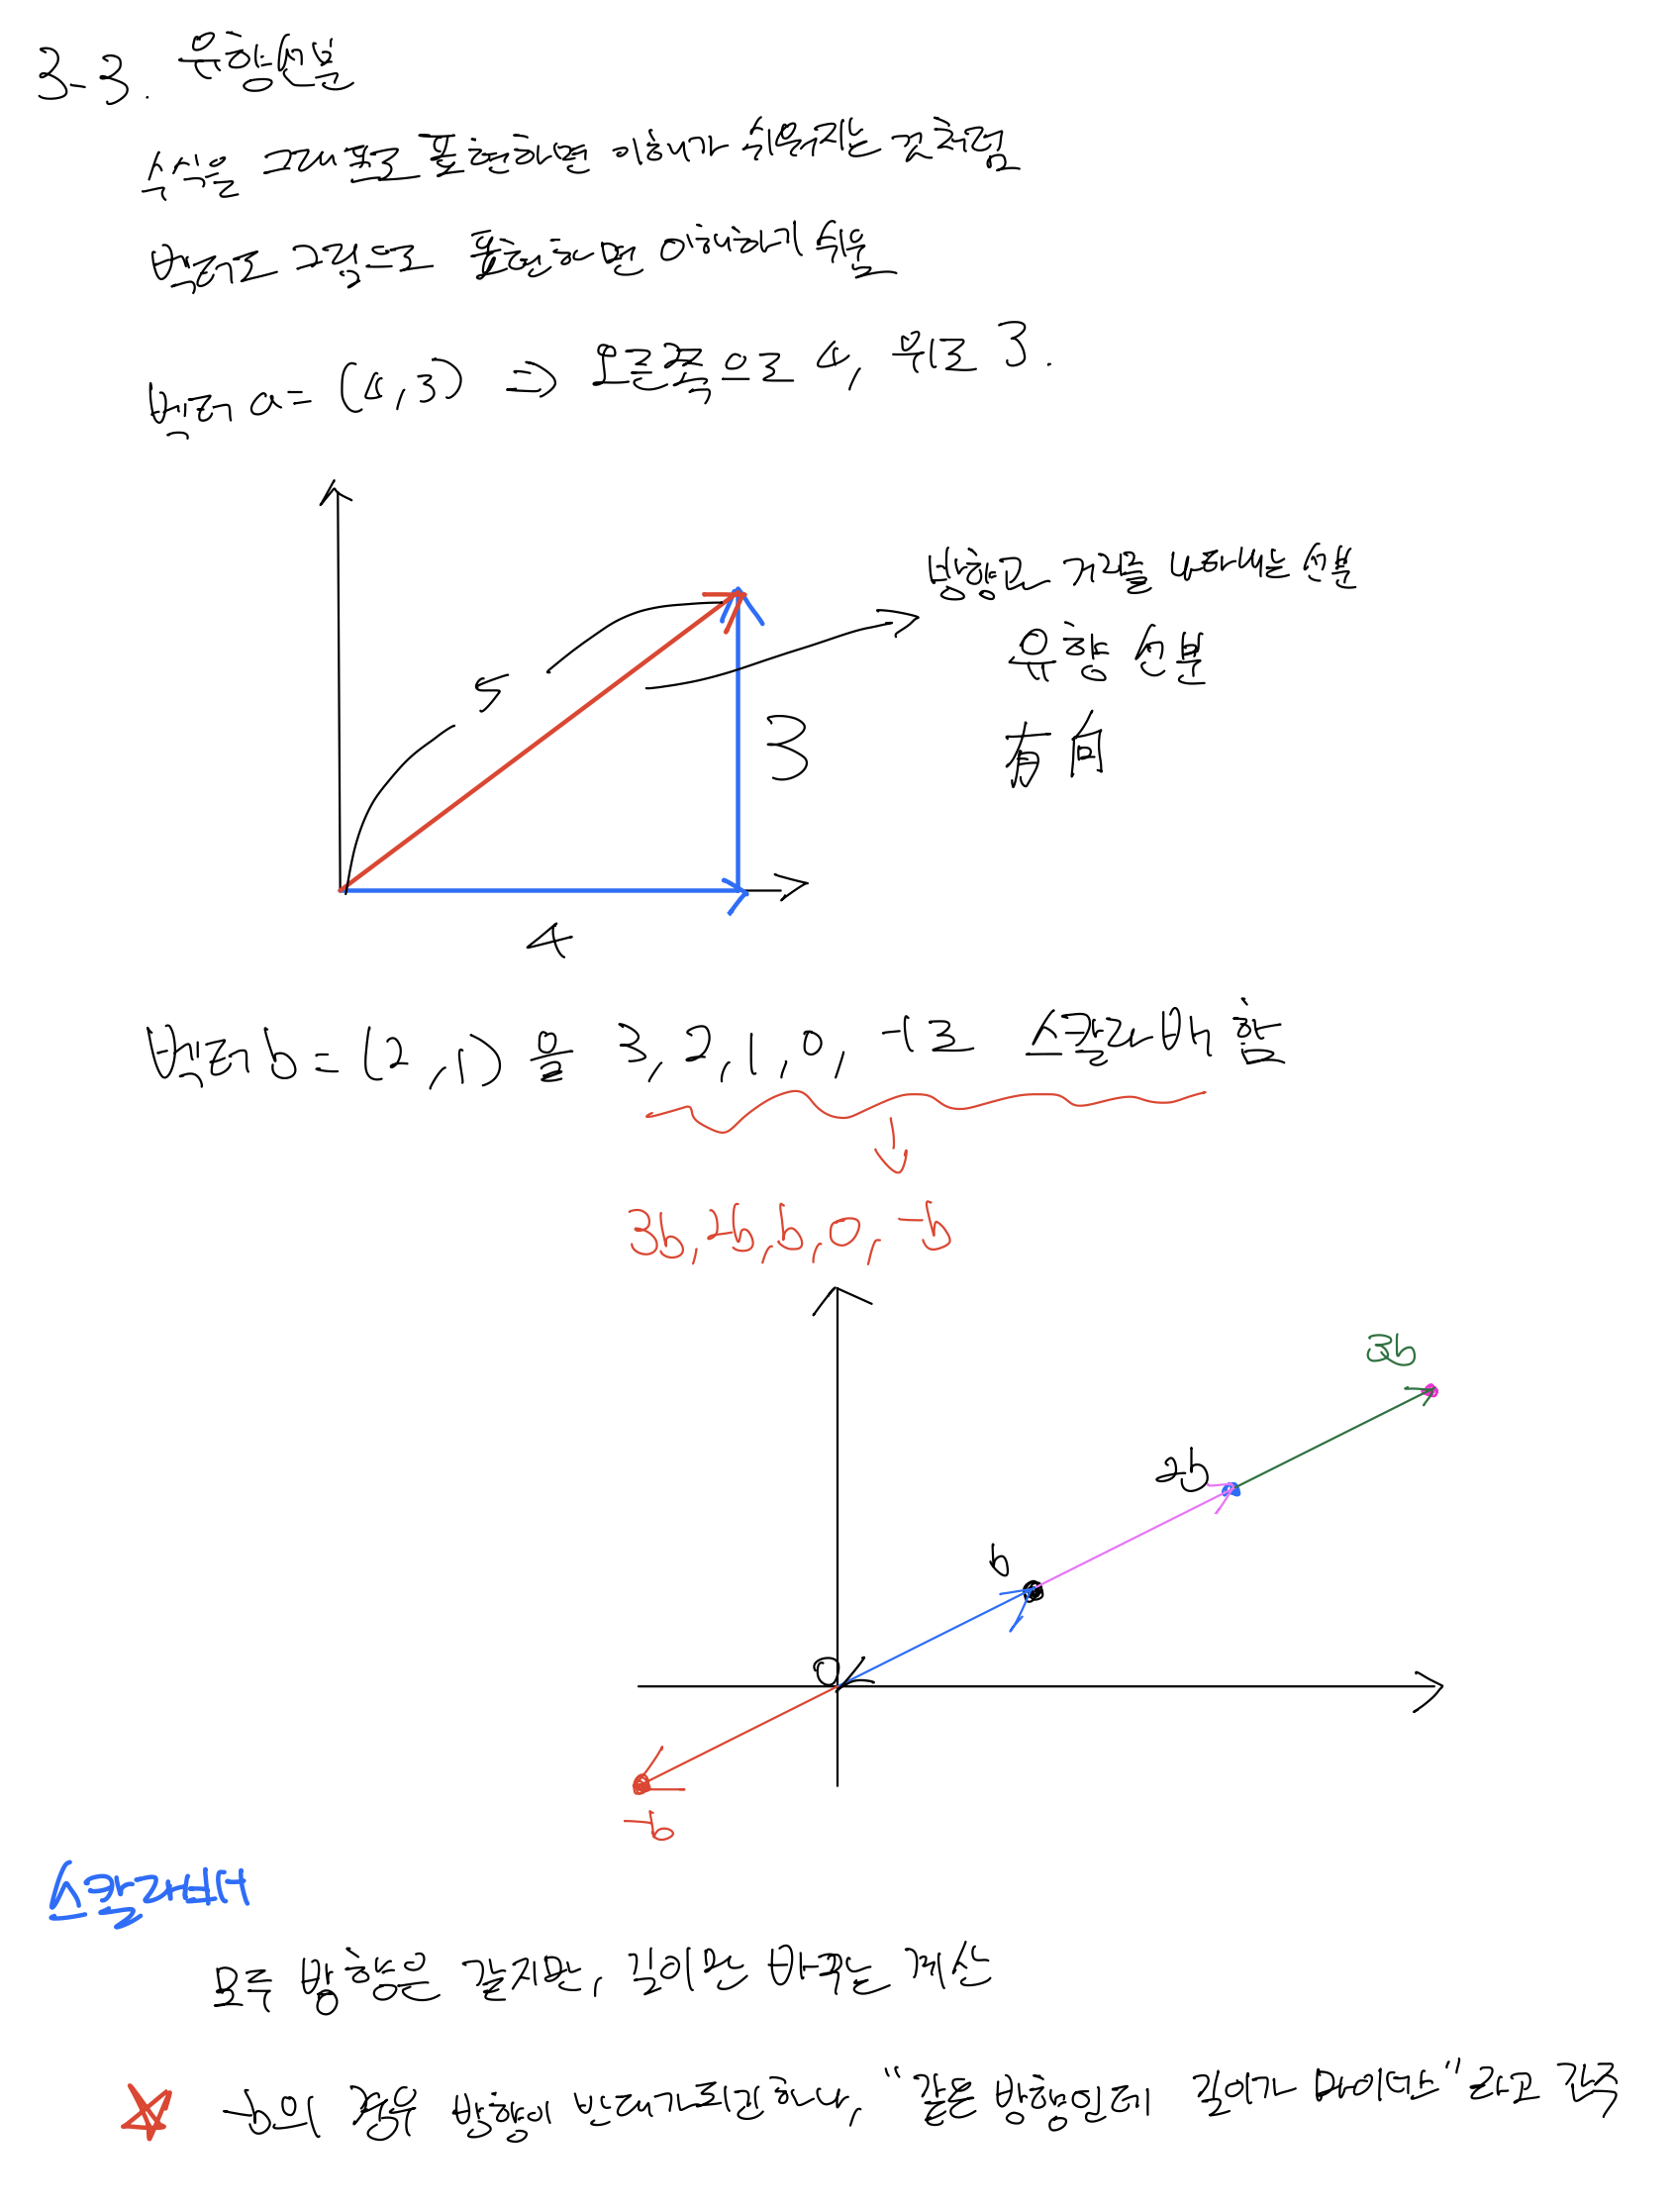 3-3. 유향선분
수식을 그래프로 표현하면 이해가 쉬워지는 것처럼
벡터로 그림으로 표현하면 이해하기 쉬움
벡터 a = (4, 3) ⇒ 오른쪽으로 4, 위로 3.
방향과 거리를 나타내는 선분
유향 선분
有向
5
3
4
벡터 b = (2, 1) 을 3, 2, 1, 0, -1로 스칼라배 함
3b, 2b, b, 0, -b
3b
2b
b
0
-b
스칼라배
모두 방향은 같지만, 길이만 바꾸는 계산
-b의 경우 방향이 반대가 되긴 하나, "같은 방향인데 길이가 마이너스" 라고 간주